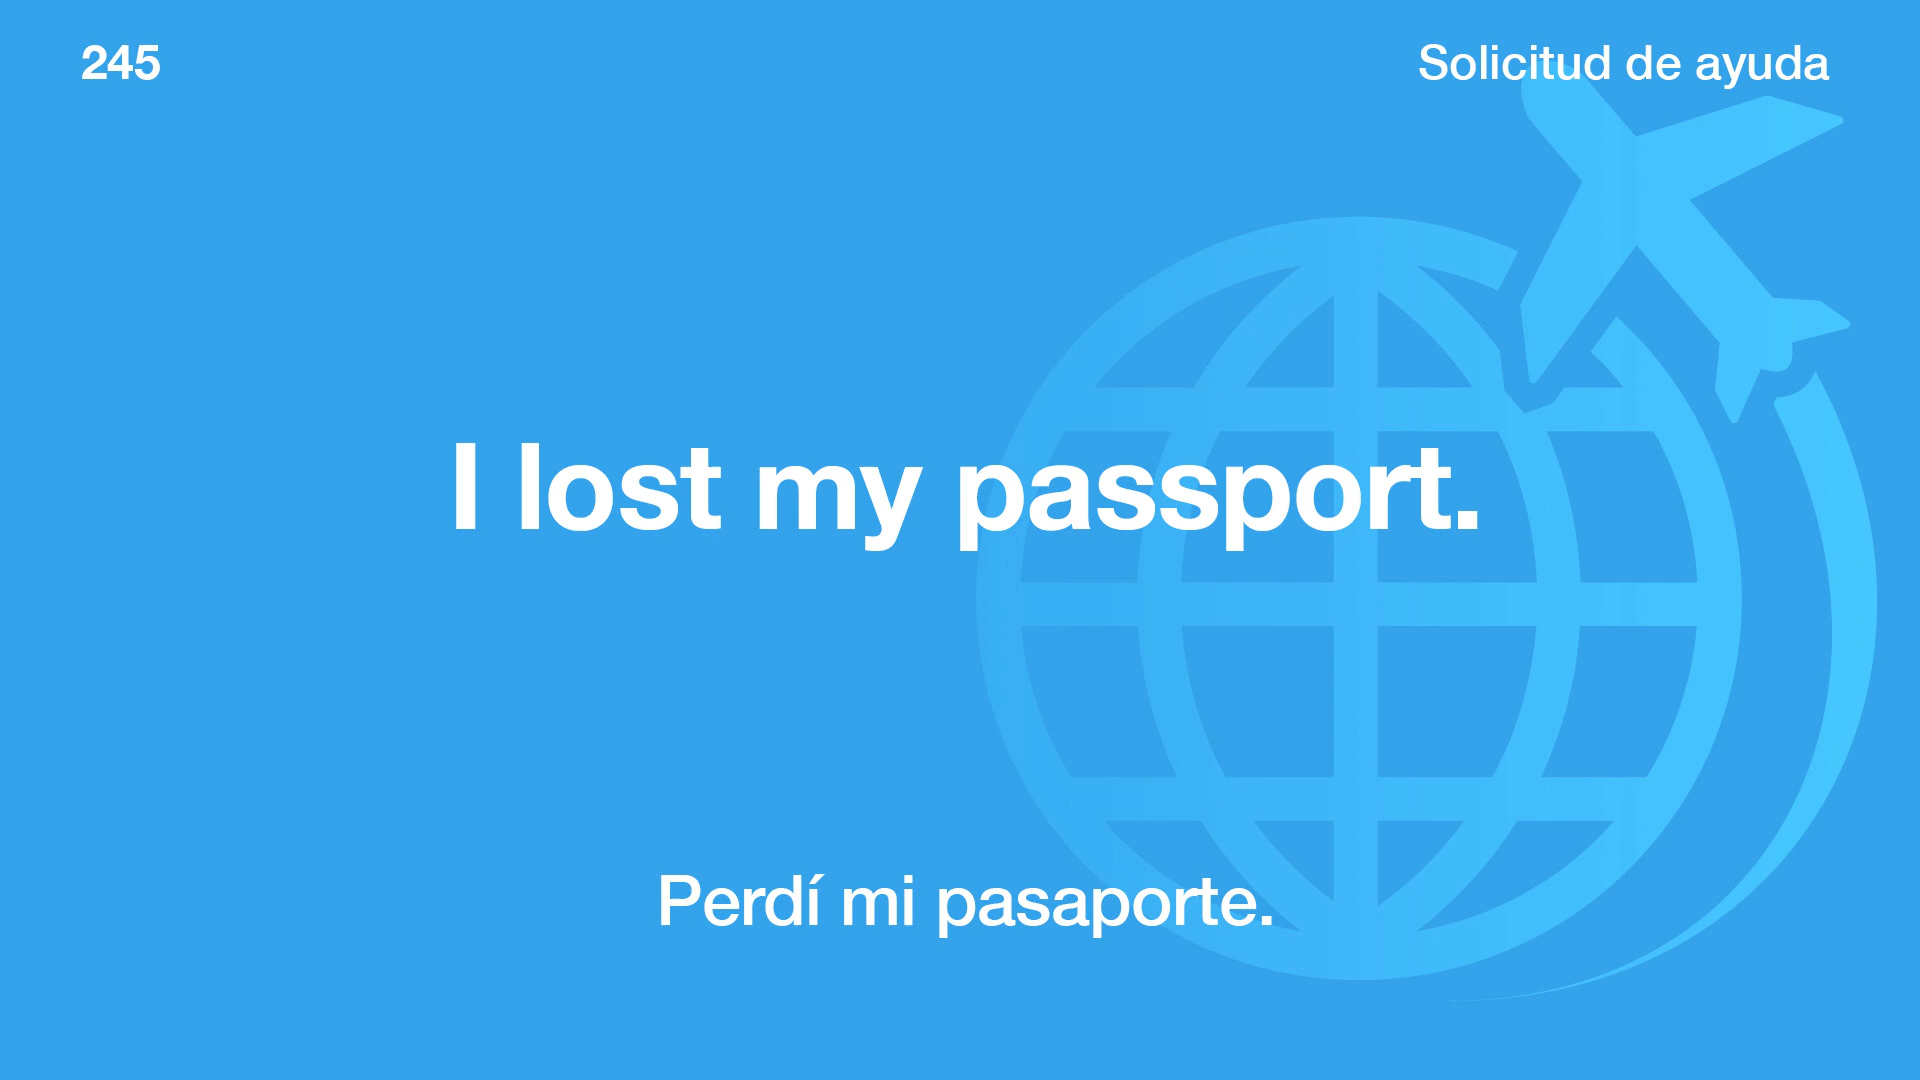 245
Solicitud de ayuda
I lost my passport.
Perdí mi pasaporte.